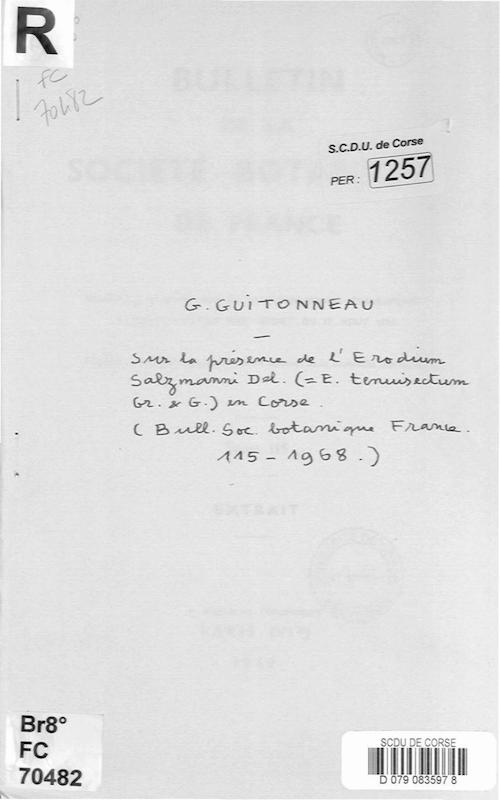 R
FC
70482
S.C.D.U. de Corse
PER: 1257
BULLETIN
DE LA
SOCIÉTÉ BOTA
DE FRANCE
G. GUITONNEAU
Sur la présence de l'Erodium
Salzmanni Del. (= E. tenuisectum
Gr. & G.) en Corse.
( Bull. Soc. botanique France.
115 - 1968.)
EXTRAIT
Br8°
FC
70482
SCDU DE CORSE
D 079 083597 8